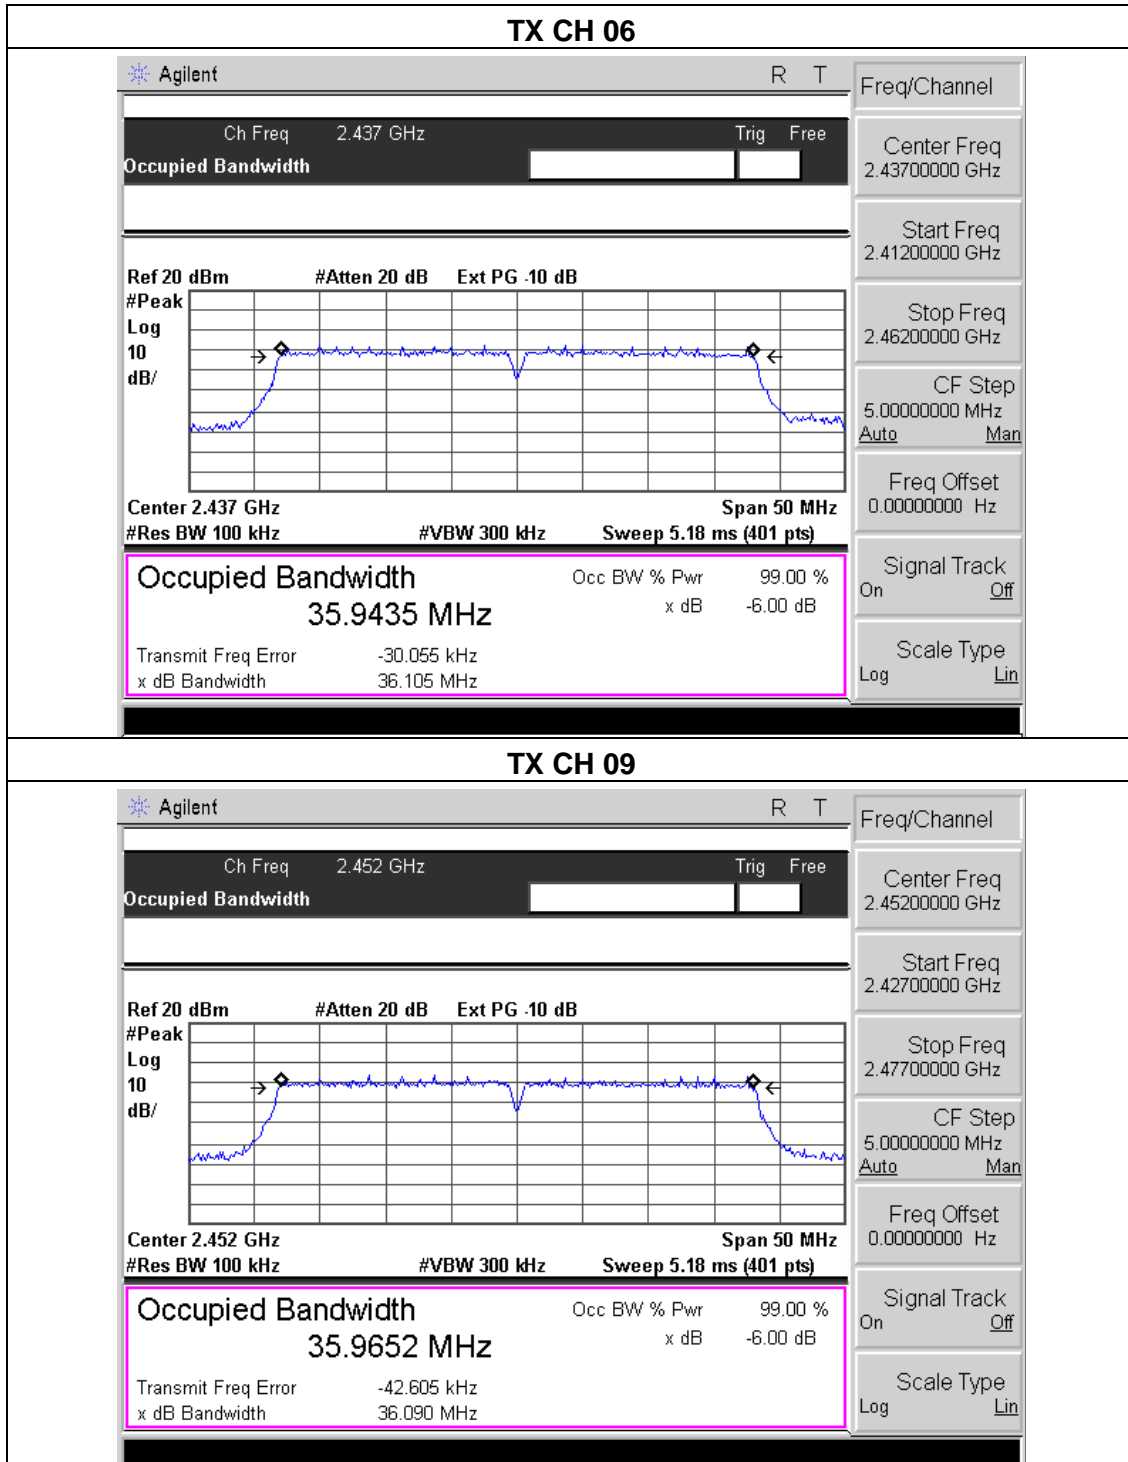 TX CH 06
Agilent R T
Freq/Channel
Ch Freq 2.437 GHz Trig Free
Occupied Bandwidth
Center Freq
2.43700000 GHz
Start Freq
2.41200000 GHz
Ref 20 dBm #Atten 20 dB Ext PG -10 dB
#Peak
Log
10
dB/
Stop Freq
2.46200000 GHz
CF Step
5.00000000 MHz
Auto Man
Center 2.437 GHz Span 50 MHz
#Res BW 100 kHz #VBW 300 kHz Sweep 5.18 ms (401 pts)
Freq Offset
0.00000000 Hz
Occupied Bandwidth Occ BW % Pwr 99.00 %
35.9435 MHz x dB -6.00 dB
Signal Track
On Off
Transmit Freq Error -30.055 kHz
x dB Bandwidth 36.105 MHz
Scale Type
Log Lin
TX CH 09
Agilent R T
Freq/Channel
Ch Freq 2.452 GHz Trig Free
Occupied Bandwidth
Center Freq
2.45200000 GHz
Start Freq
2.42700000 GHz
Ref 20 dBm #Atten 20 dB Ext PG -10 dB
#Peak
Log
10
dB/
Stop Freq
2.47700000 GHz
CF Step
5.00000000 MHz
Auto Man
Center 2.452 GHz Span 50 MHz
#Res BW 100 kHz #VBW 300 kHz Sweep 5.18 ms (401 pts)
Freq Offset
0.00000000 Hz
Occupied Bandwidth Occ BW % Pwr 99.00 %
35.9652 MHz x dB -6.00 dB
Signal Track
On Off
Transmit Freq Error -42.605 kHz
x dB Bandwidth 36.090 MHz
Scale Type
Log Lin